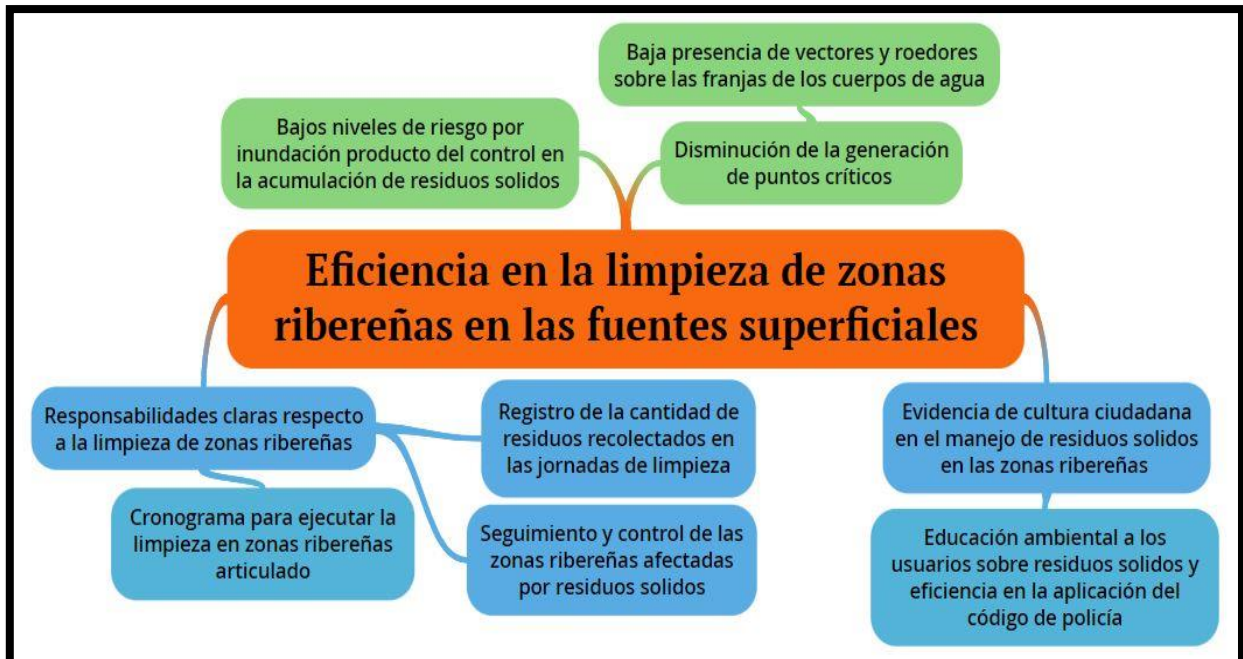 Baja presencia de vectores y roedores
sobre las franjas de los cuerpos de agua
Bajos niveles de riesgo por
inundación producto del control en
la acumulación de residuos solidos
Disminución de la generación
de puntos críticos
Eficiencia en la limpieza de zonas
ribereñas en las fuentes superficiales
Responsabilidades claras respecto
a la limpieza de zonas ribereñas
Cronograma para ejecutar la
limpieza en zonas ribereñas
articulado
Registro de la cantidad de
residuos recolectados en
las jornadas de limpieza
Seguimiento y control de las
zonas ribereñas afectadas
por residuos solidos
Evidencia de cultura ciudadana
en el manejo de residuos solidos
en las zonas ribereñas
Educación ambiental a los
usuarios sobre residuos solidos y
eficiencia en la aplicación del
código de policía